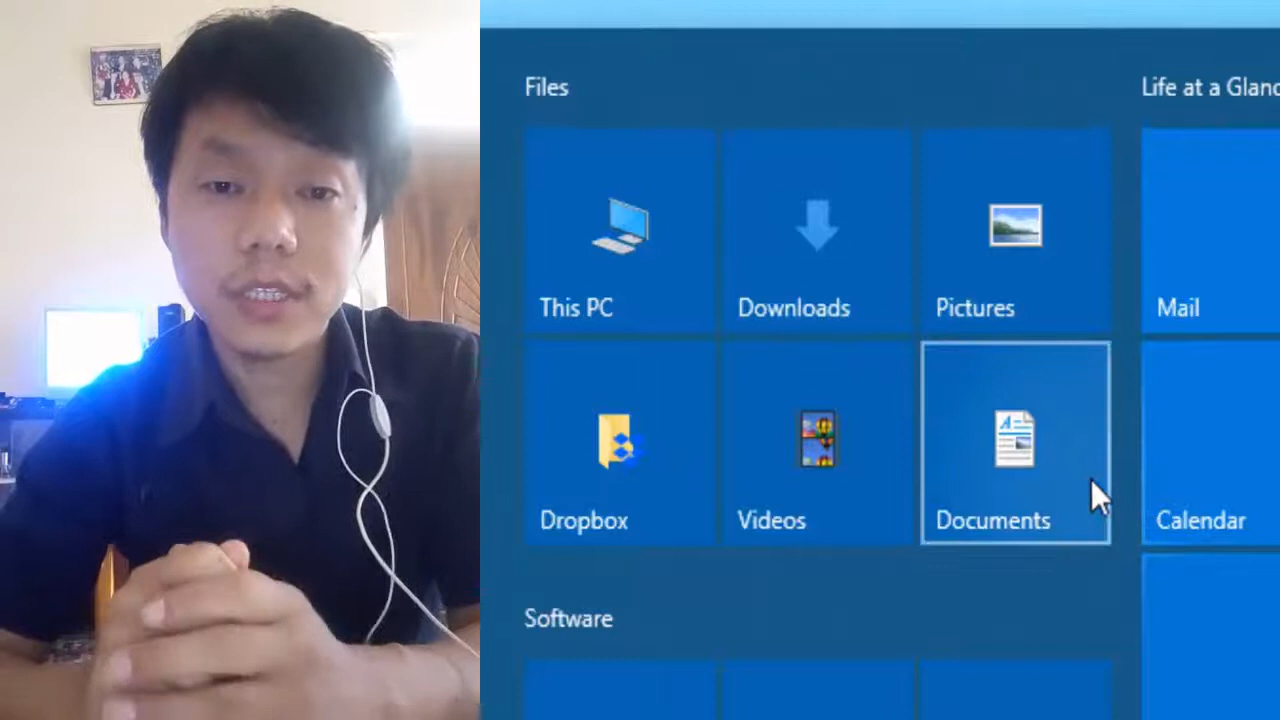 Files
Life at a Glanc
This PC
Downloads
Pictures
Mail
Dropbox
Videos
Documents
Calendar
Software